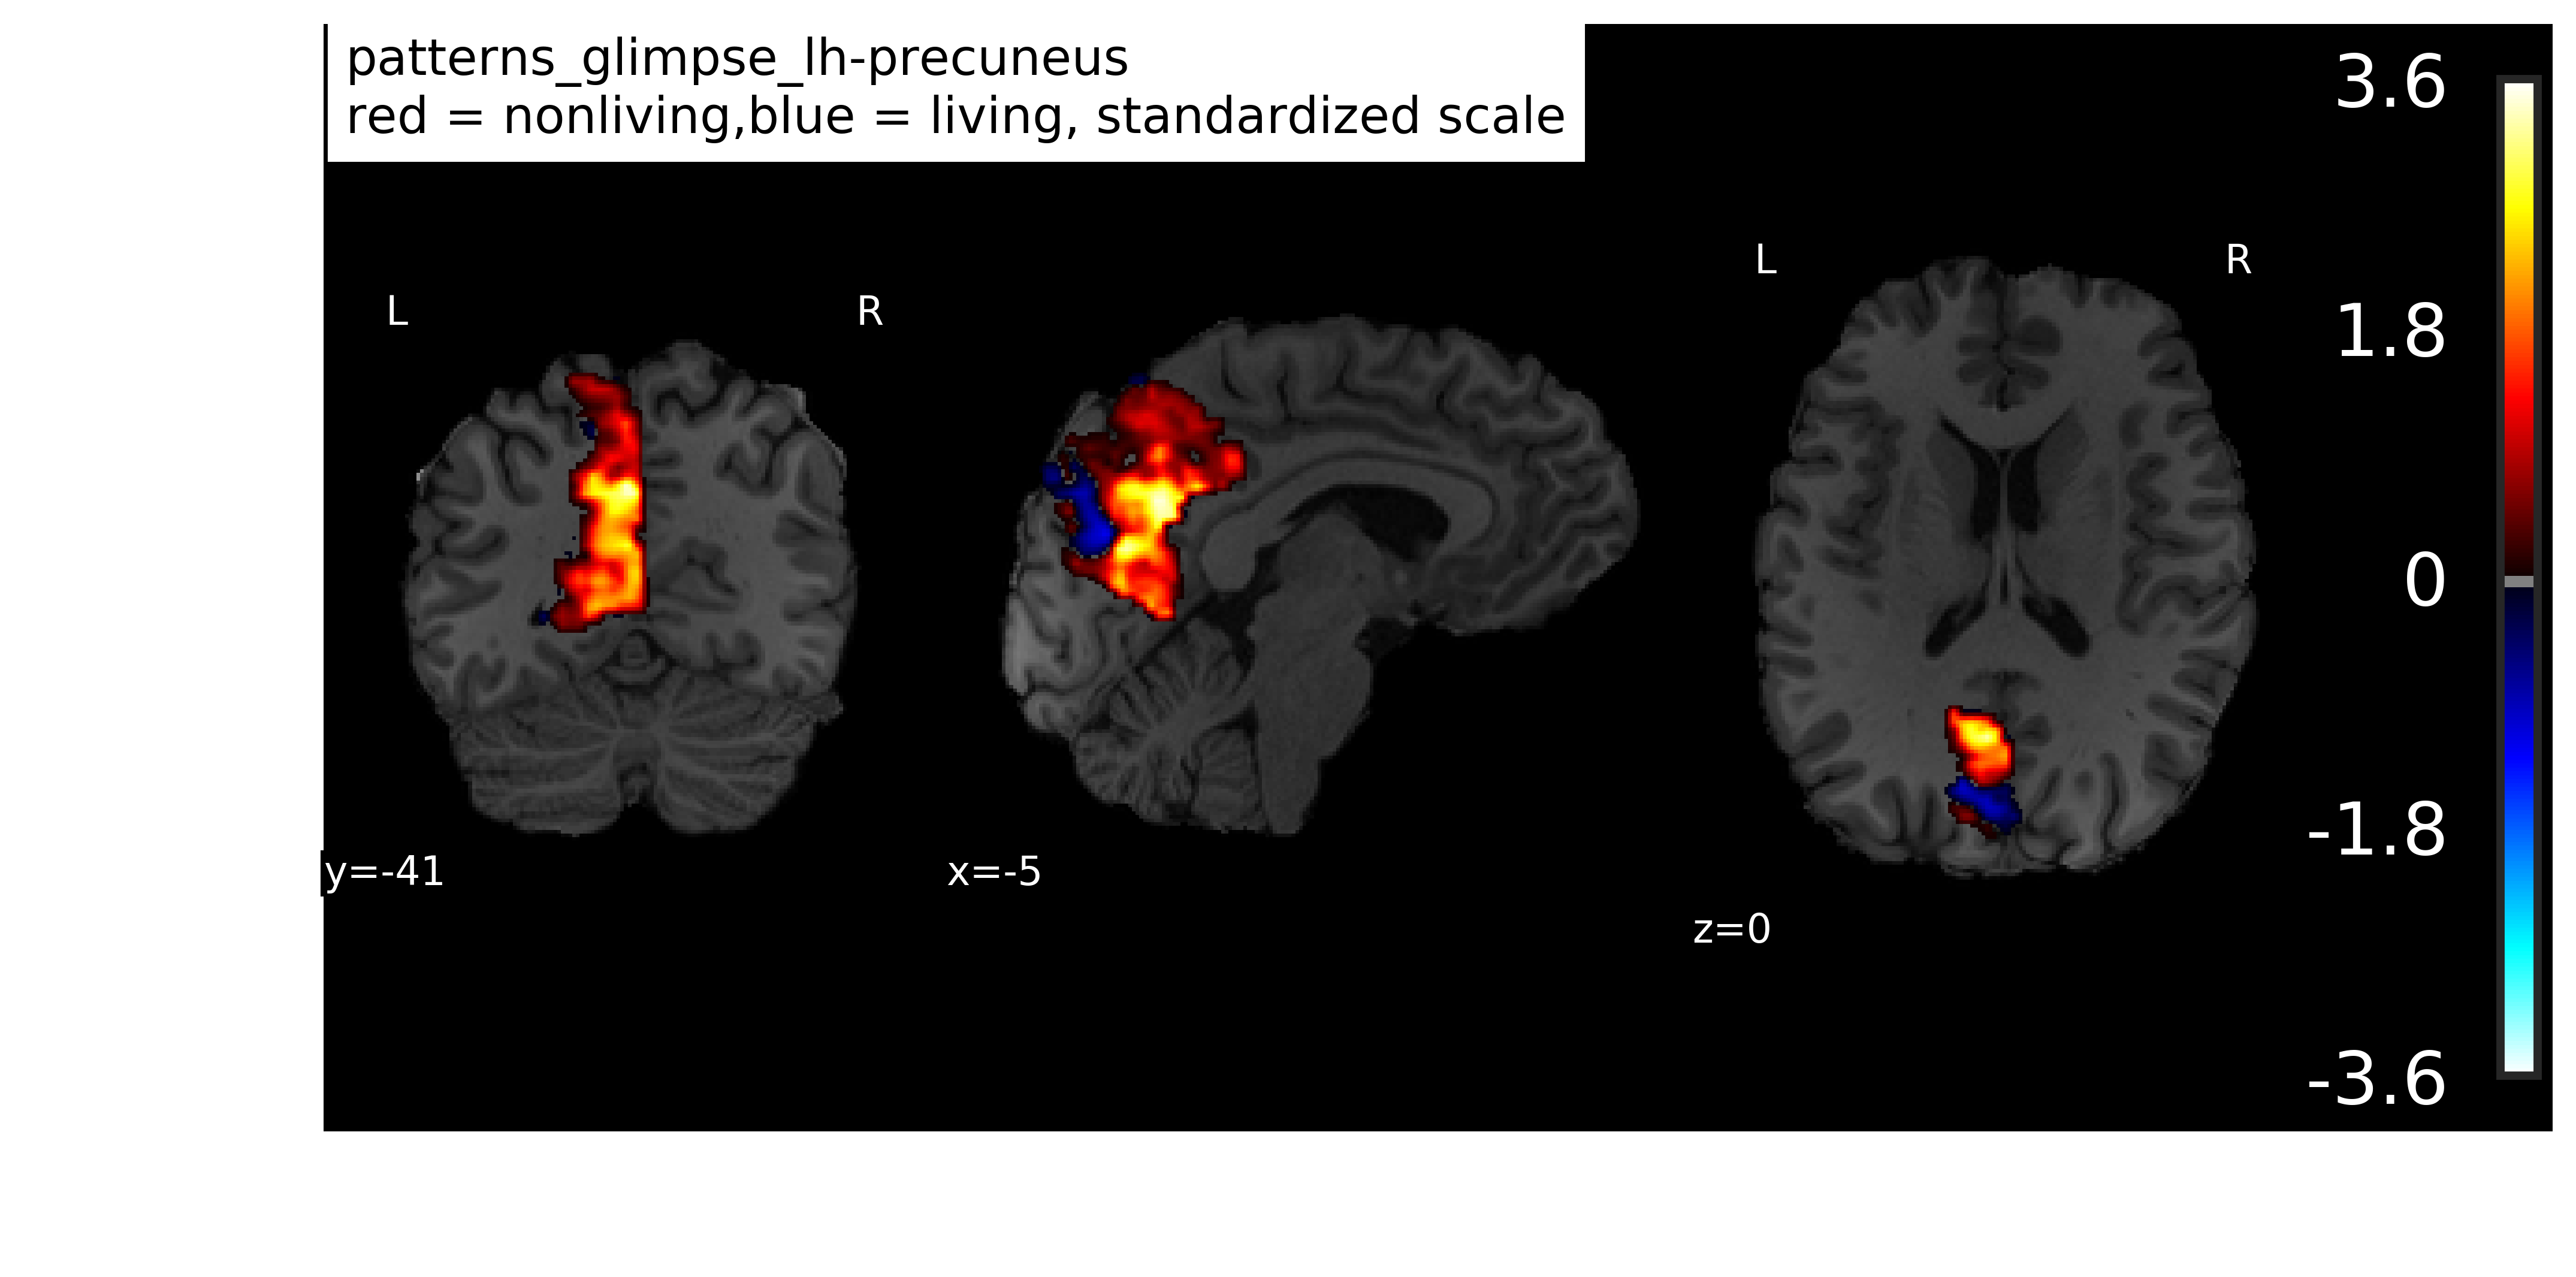 patterns_glimpse_lh-precuneus
red = nonliving,blue = living, standardized scale
L R
L R
y=-41
x=-5
z=0
3.6
1.8
0
-1.8
-3.6